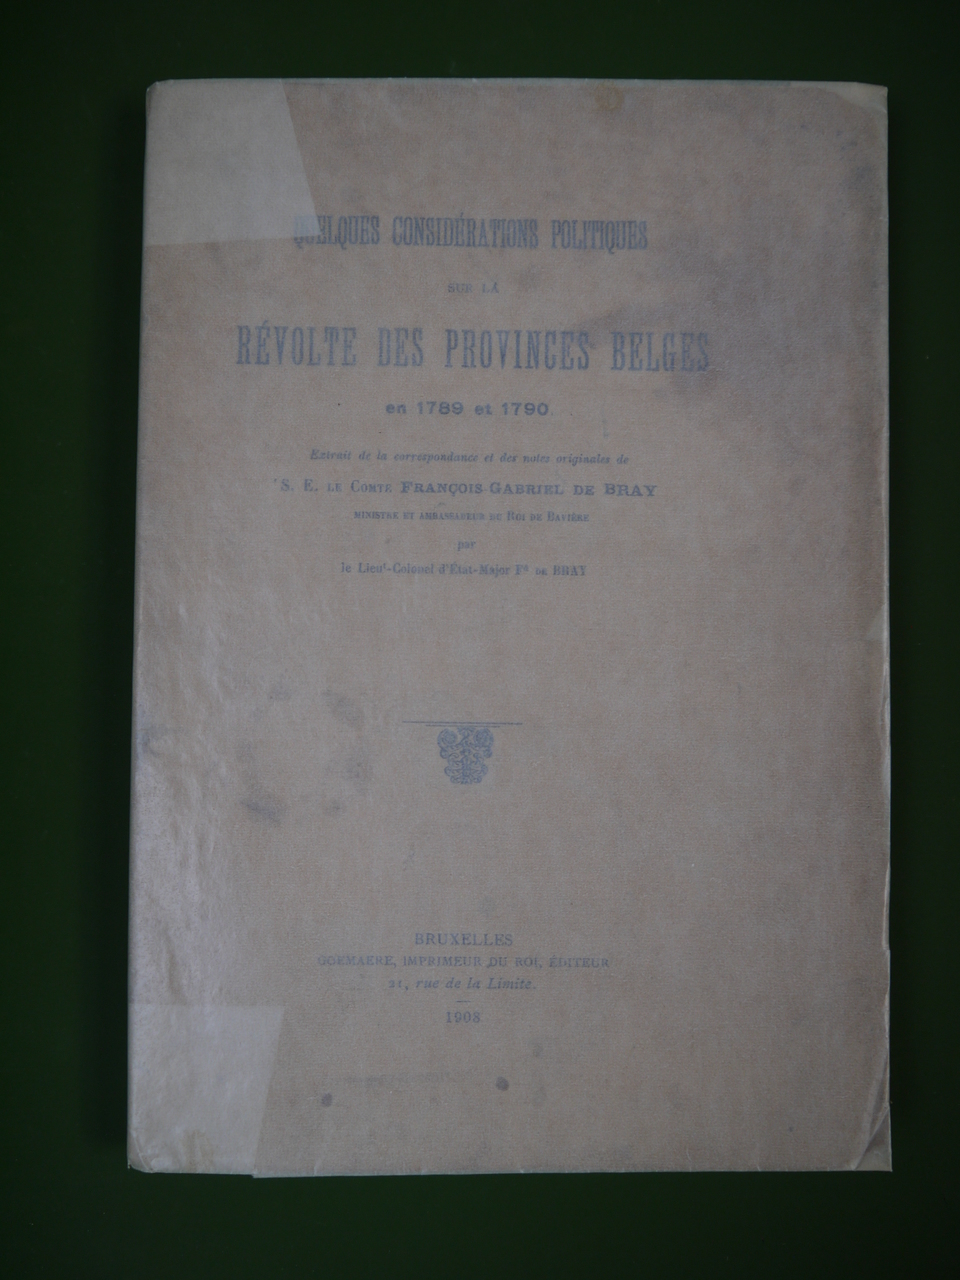 QUELQUES CONSIDÉRATIONS POLITIQUES
SUR LA
RÉVOLTE DES PROVINCES BELGES
en 1789 et 1790
Extrait de la correspondance et des notes originales de
S. E. LE COMTE FRANÇOIS-GABRIEL DE BRAY
MINISTRE ET AMBASSADEUR DU ROI DE BAVIÈRE
par
le Lieut-Colonel d'État-Major Fd DE BRAY
BRUXELLES
GOEMAERE, IMPRIMEUR DU ROI, ÉDITEUR
21, rue de la Limite.
1908